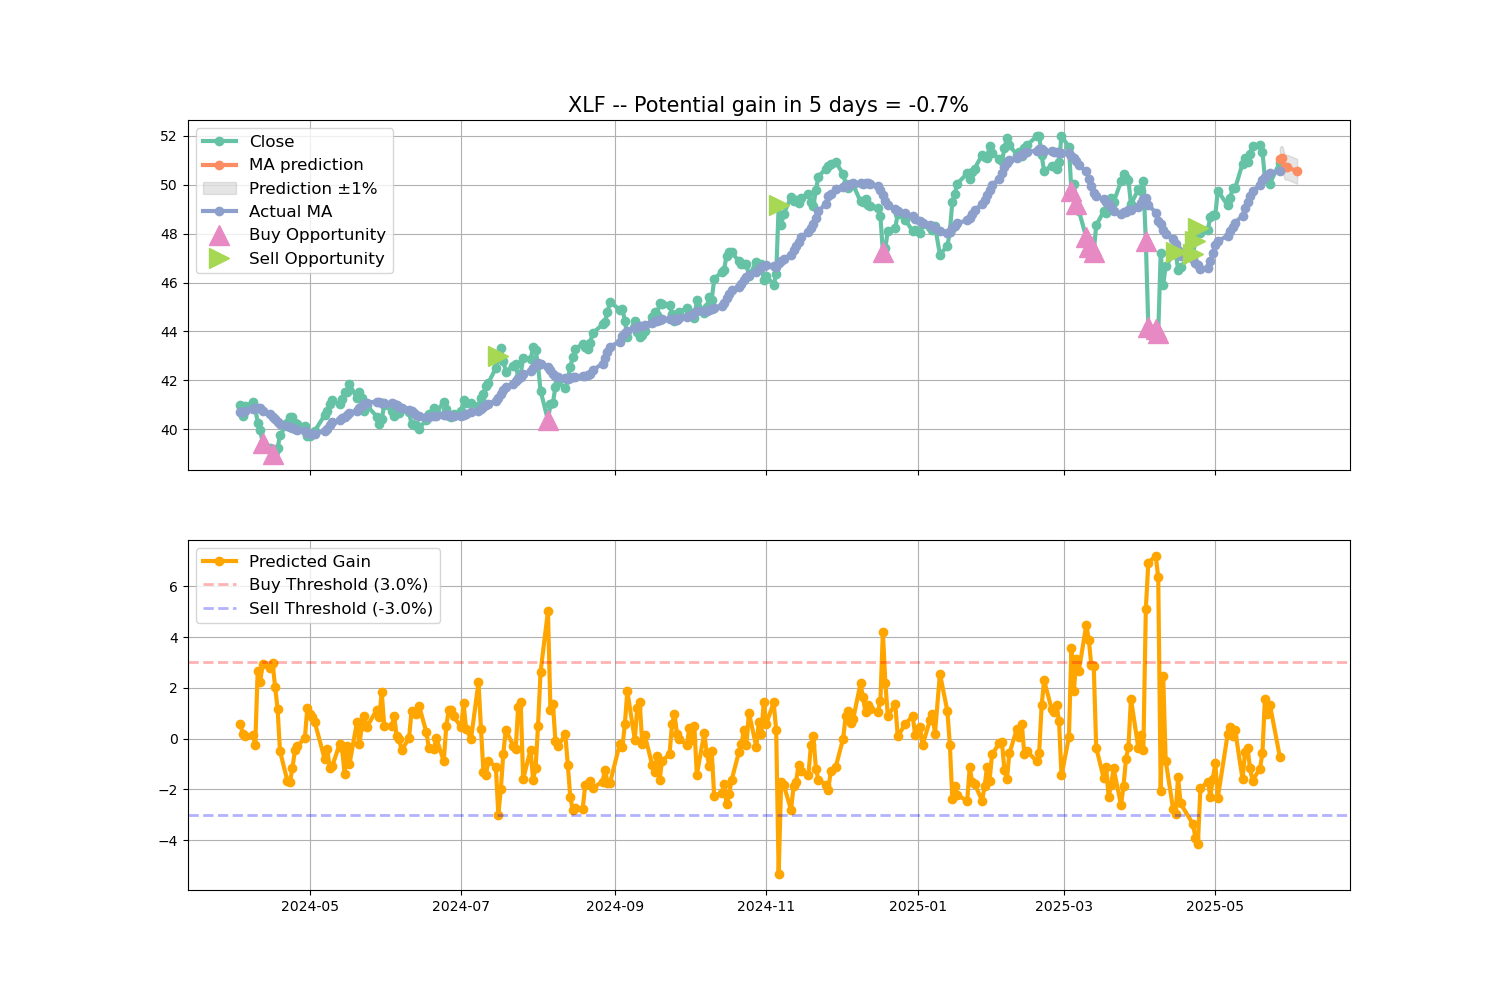 XLF -- Potential gain in 5 days = -0.7%
52
50
48
46
44
42
40
Close
MA prediction
Prediction ±1%
Actual MA
Buy Opportunity
Sell Opportunity
6
4
2
0
−2
−4
Predicted Gain
Buy Threshold (3.0%)
Sell Threshold (-3.0%)
2024-05 2024-07 2024-09 2024-11 2025-01 2025-03 2025-05